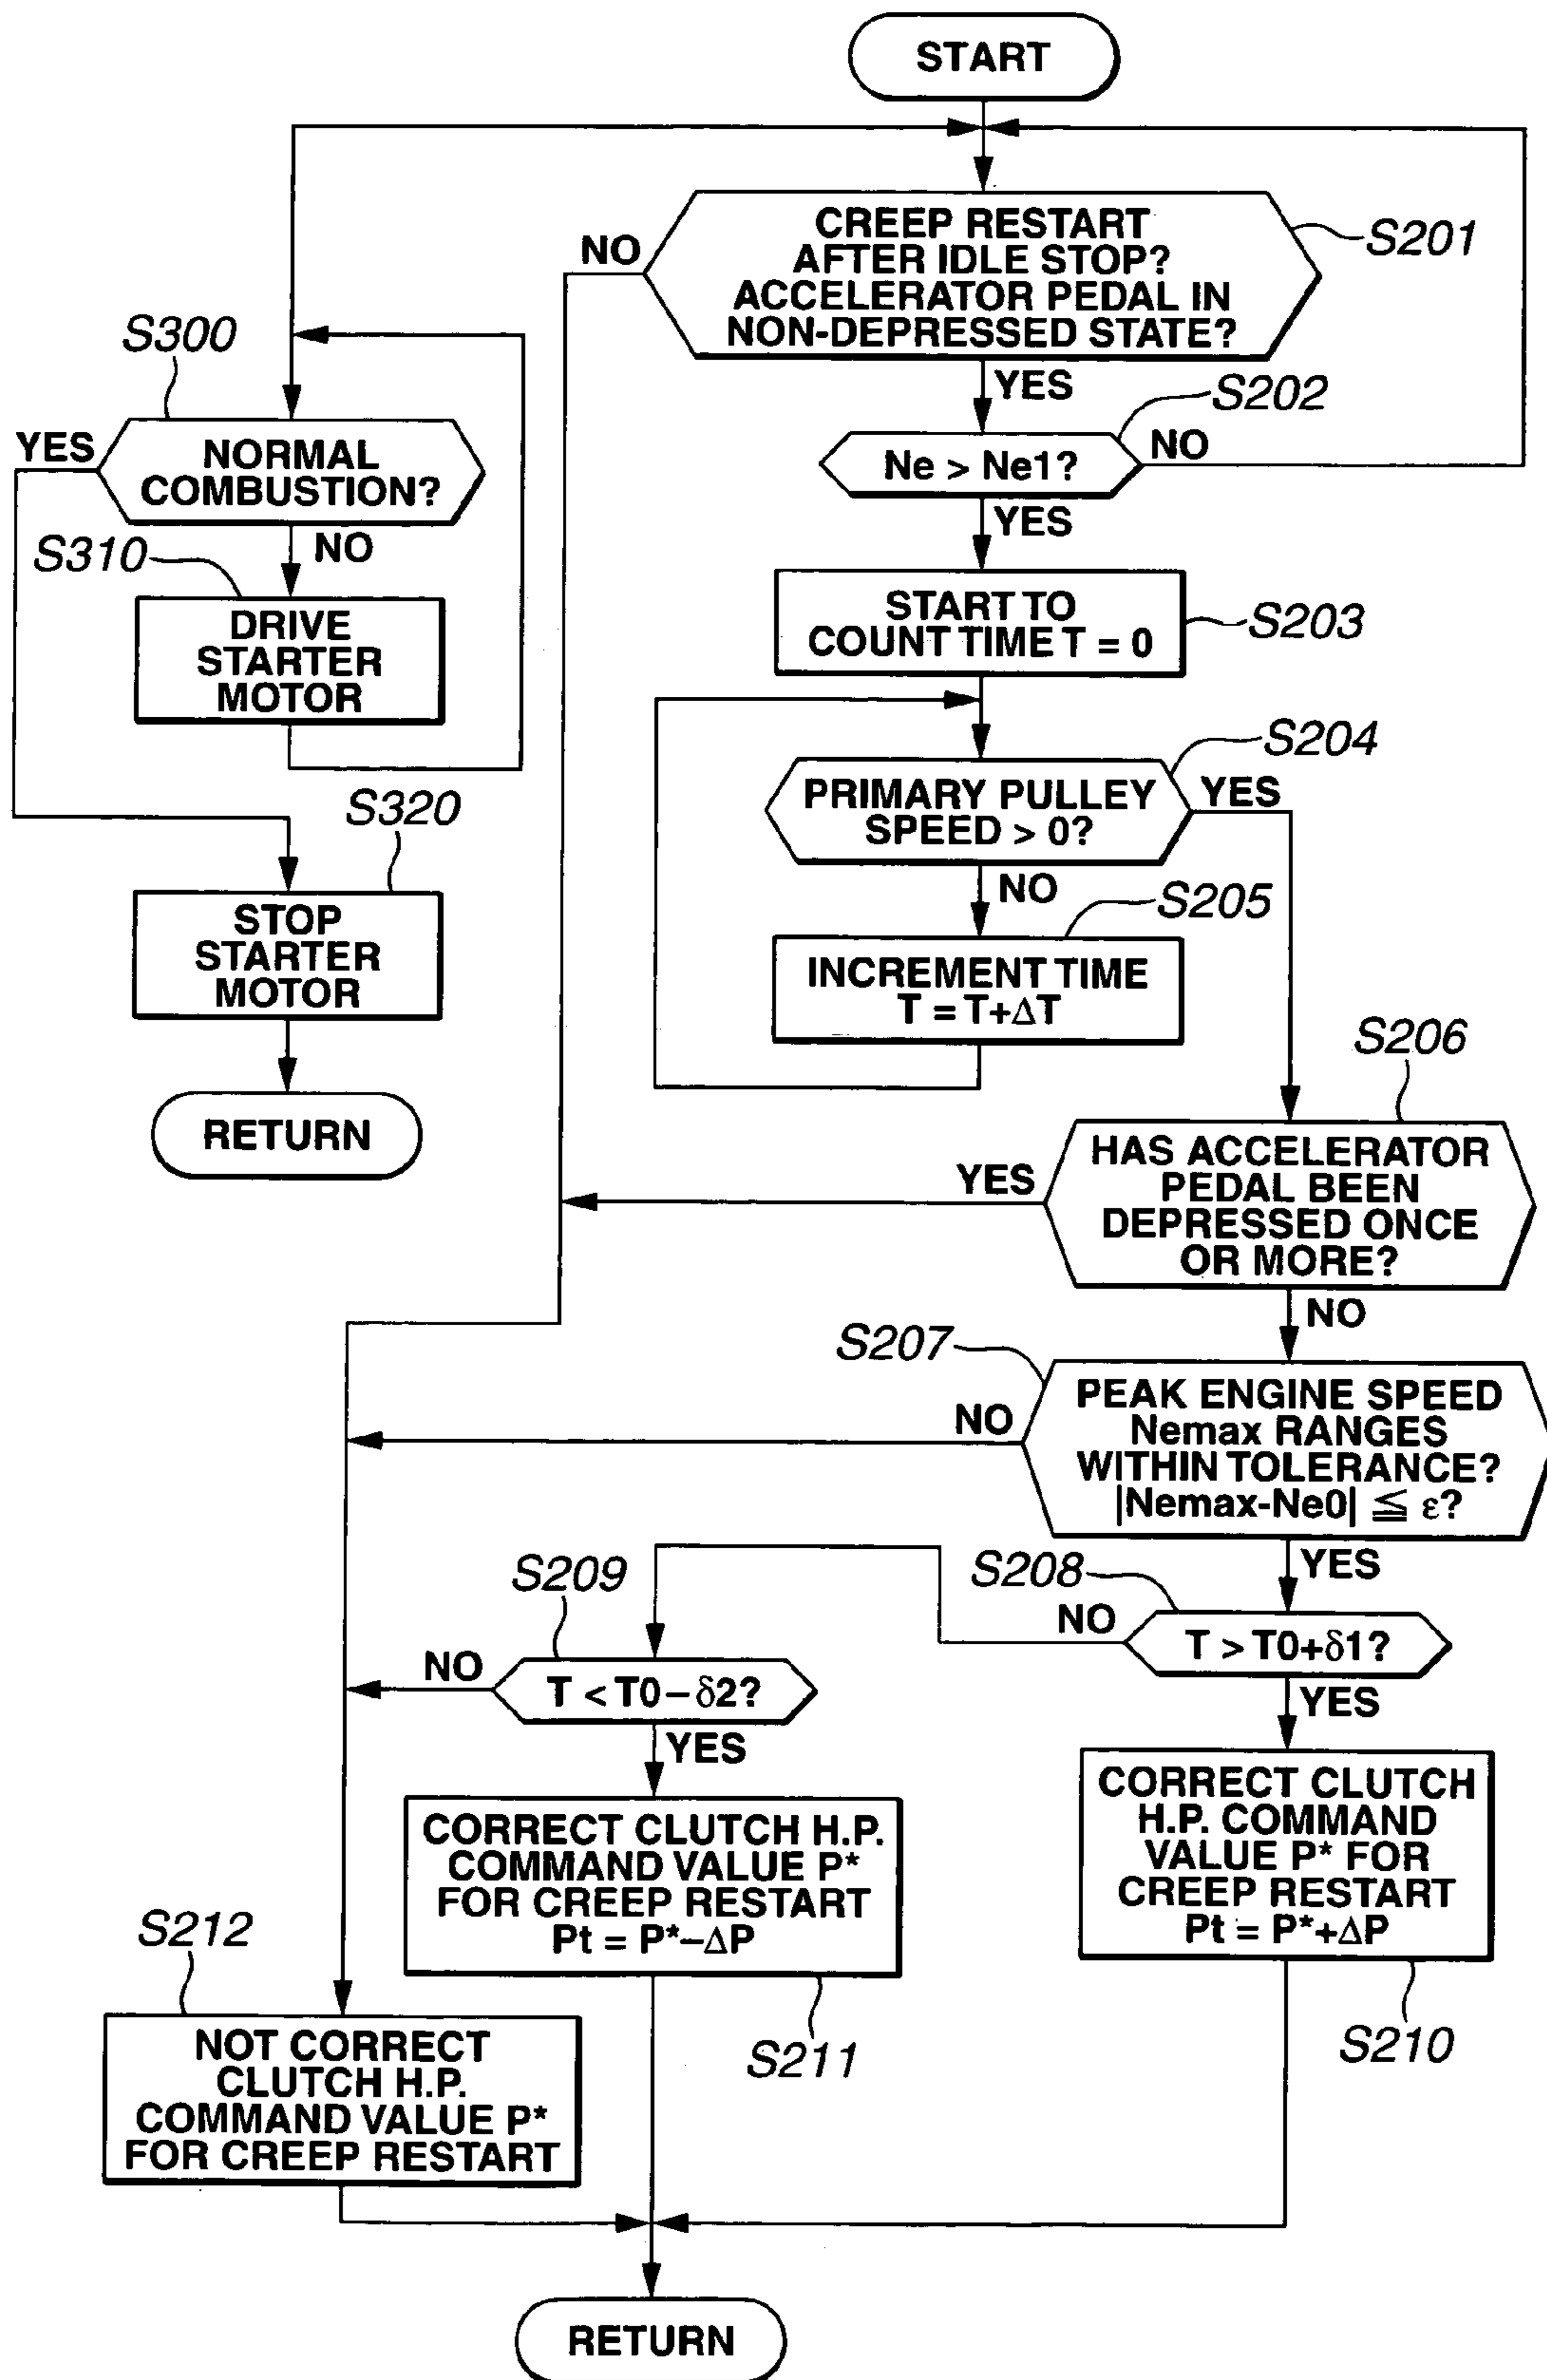 START
CREEP RESTART
AFTER IDLE STOP?
ACCELERATOR PEDAL IN
NON-DEPRESSED STATE?
S201
NO
YES
S202
Ne > Ne1?
NO
YES
S300
YES
NORMAL
COMBUSTION?
NO
S310
DRIVE
STARTER
MOTOR
S320
STOP
STARTER
MOTOR
RETURN
START TO
COUNT TIME T = 0
S203
S204
PRIMARY PULLEY
SPEED > 0?
YES
NO
S205
INCREMENT TIME
T = T+ΔT
S206
HAS ACCELERATOR
PEDAL BEEN
DEPRESSED ONCE
OR MORE?
YES
NO
S207
PEAK ENGINE SPEED
Nemax RANGES
WITHIN TOLERANCE?
|Nemax-Ne0| ≦ ε?
NO
YES
S208
T > T0+δ1?
NO
YES
S209
T < T0−δ2?
NO
YES
CORRECT CLUTCH
H.P. COMMAND
VALUE P* FOR
CREEP RESTART
Pt = P*+ΔP
S210
CORRECT CLUTCH H.P.
COMMAND VALUE P*
FOR CREEP RESTART
Pt = P*−ΔP
S211
S212
NOT CORRECT
CLUTCH H.P.
COMMAND VALUE P*
FOR CREEP RESTART
RETURN